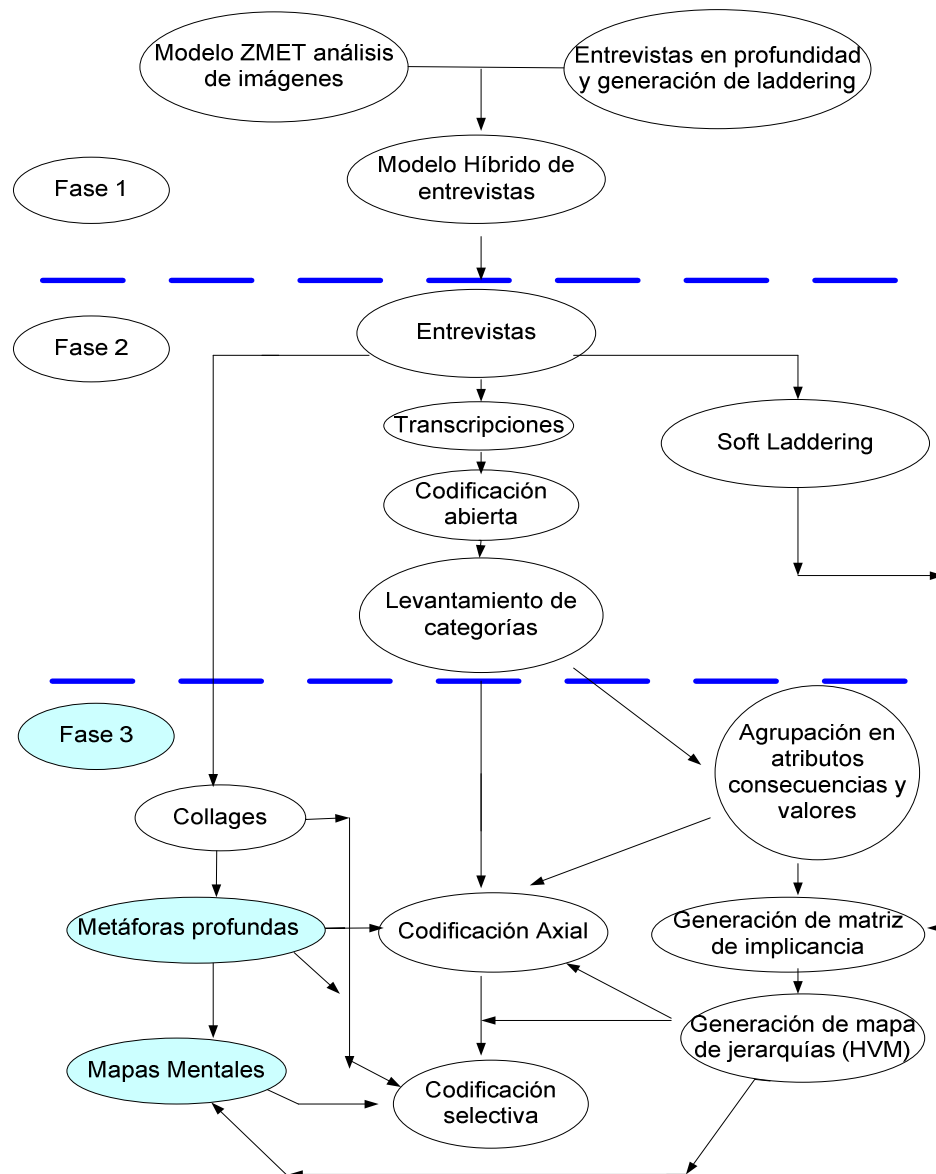 Modelo ZMET análisis
de imágenes
Entrevistas en profundidad
y generación de laddering
Modelo Híbrido de
entrevistas
Fase 1
Entrevistas
Fase 2
Transcripciones
Soft Laddering
Codificación
abierta
Levantamiento de
categorías
Fase 3
Agrupación en
atributos
consecuencias y
valores
Collages
Metáforas profundas
Codificación Axial
Generación de matriz
de implicancia
Mapas Mentales
Generación de mapa
de jerarquías (HVM)
Codificación
selectiva